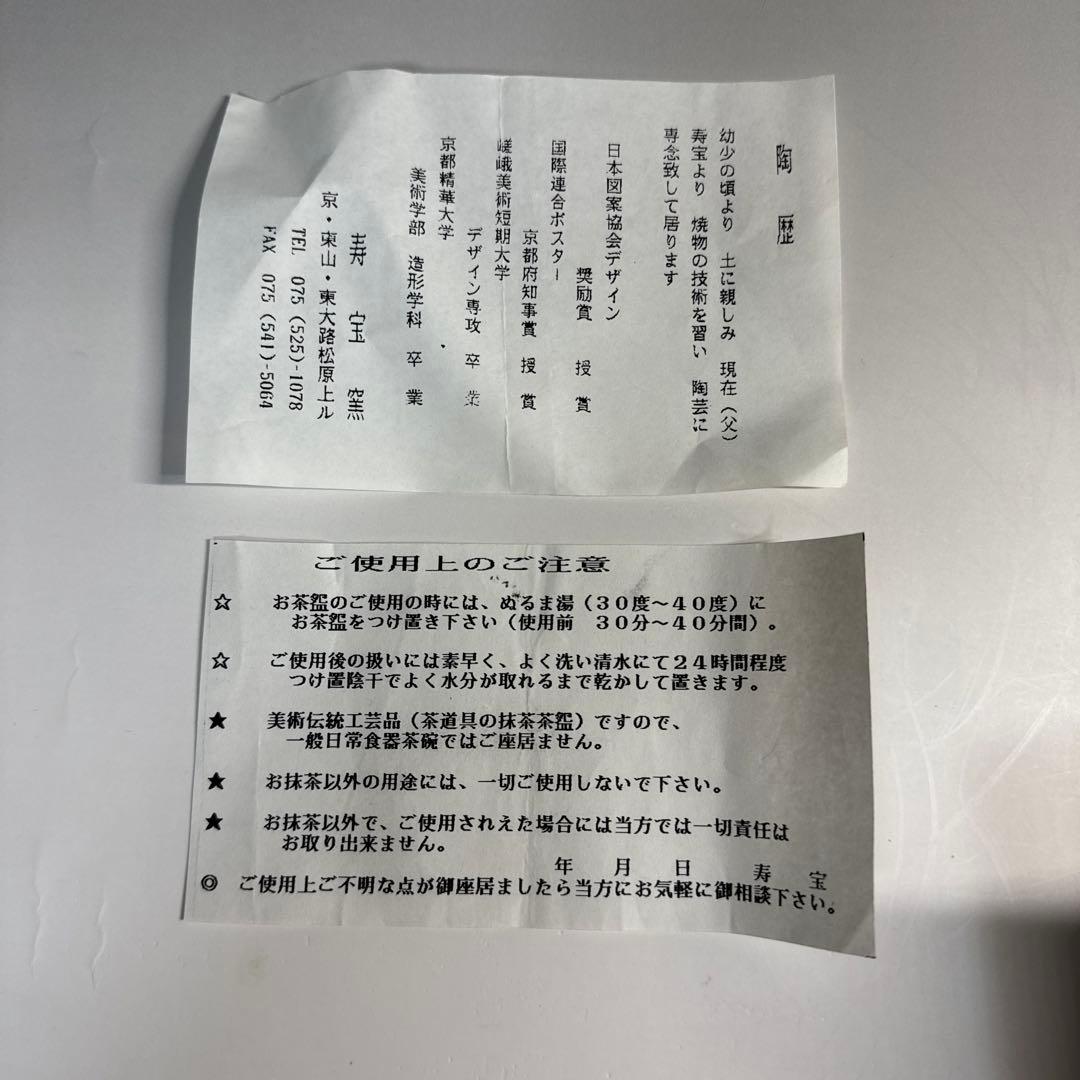 陶歴
幼少の頃より 土に親しみ 現在(父)
寿宝より 焼物の技術を習い 陶芸に
専念致して居ります
日本図案協会デザイン
奨励賞 授賞
国際連合ポスター
京都府知事賞 授賞
嵯峨美術短期大学
デザイン専攻 卒業
京都精華大学
美術学部 造形学科 卒業
寿宝窯
京・東山・東大路松原上ル
TEL 075(525)-1078
FAX 075(541)-5064
ご使用上のご注意
☆ お茶盌のご使用の時には、ぬるま湯(30度～40度)に
お茶盌をつけ置き下さい(使用前 30分～40分間)。
☆ ご使用後の扱いには素早く、よく洗い清水にて24時間程度
つけ置陰干でよく水分が取れるまで乾かして置きます。
★ 美術伝統工芸品(茶道具の抹茶茶盌)ですので、
一般日常食器茶碗ではご座居ません。
★ お抹茶以外の用途には、一切ご使用しないで下さい。
★ お抹茶以外で、ご使用されえた場合には当方では一切責任は
お取り出来ません。
年 月 日 寿宝
◎ ご使用上ご不明な点が御座居ましたら当方にお気軽に御相談下さい。